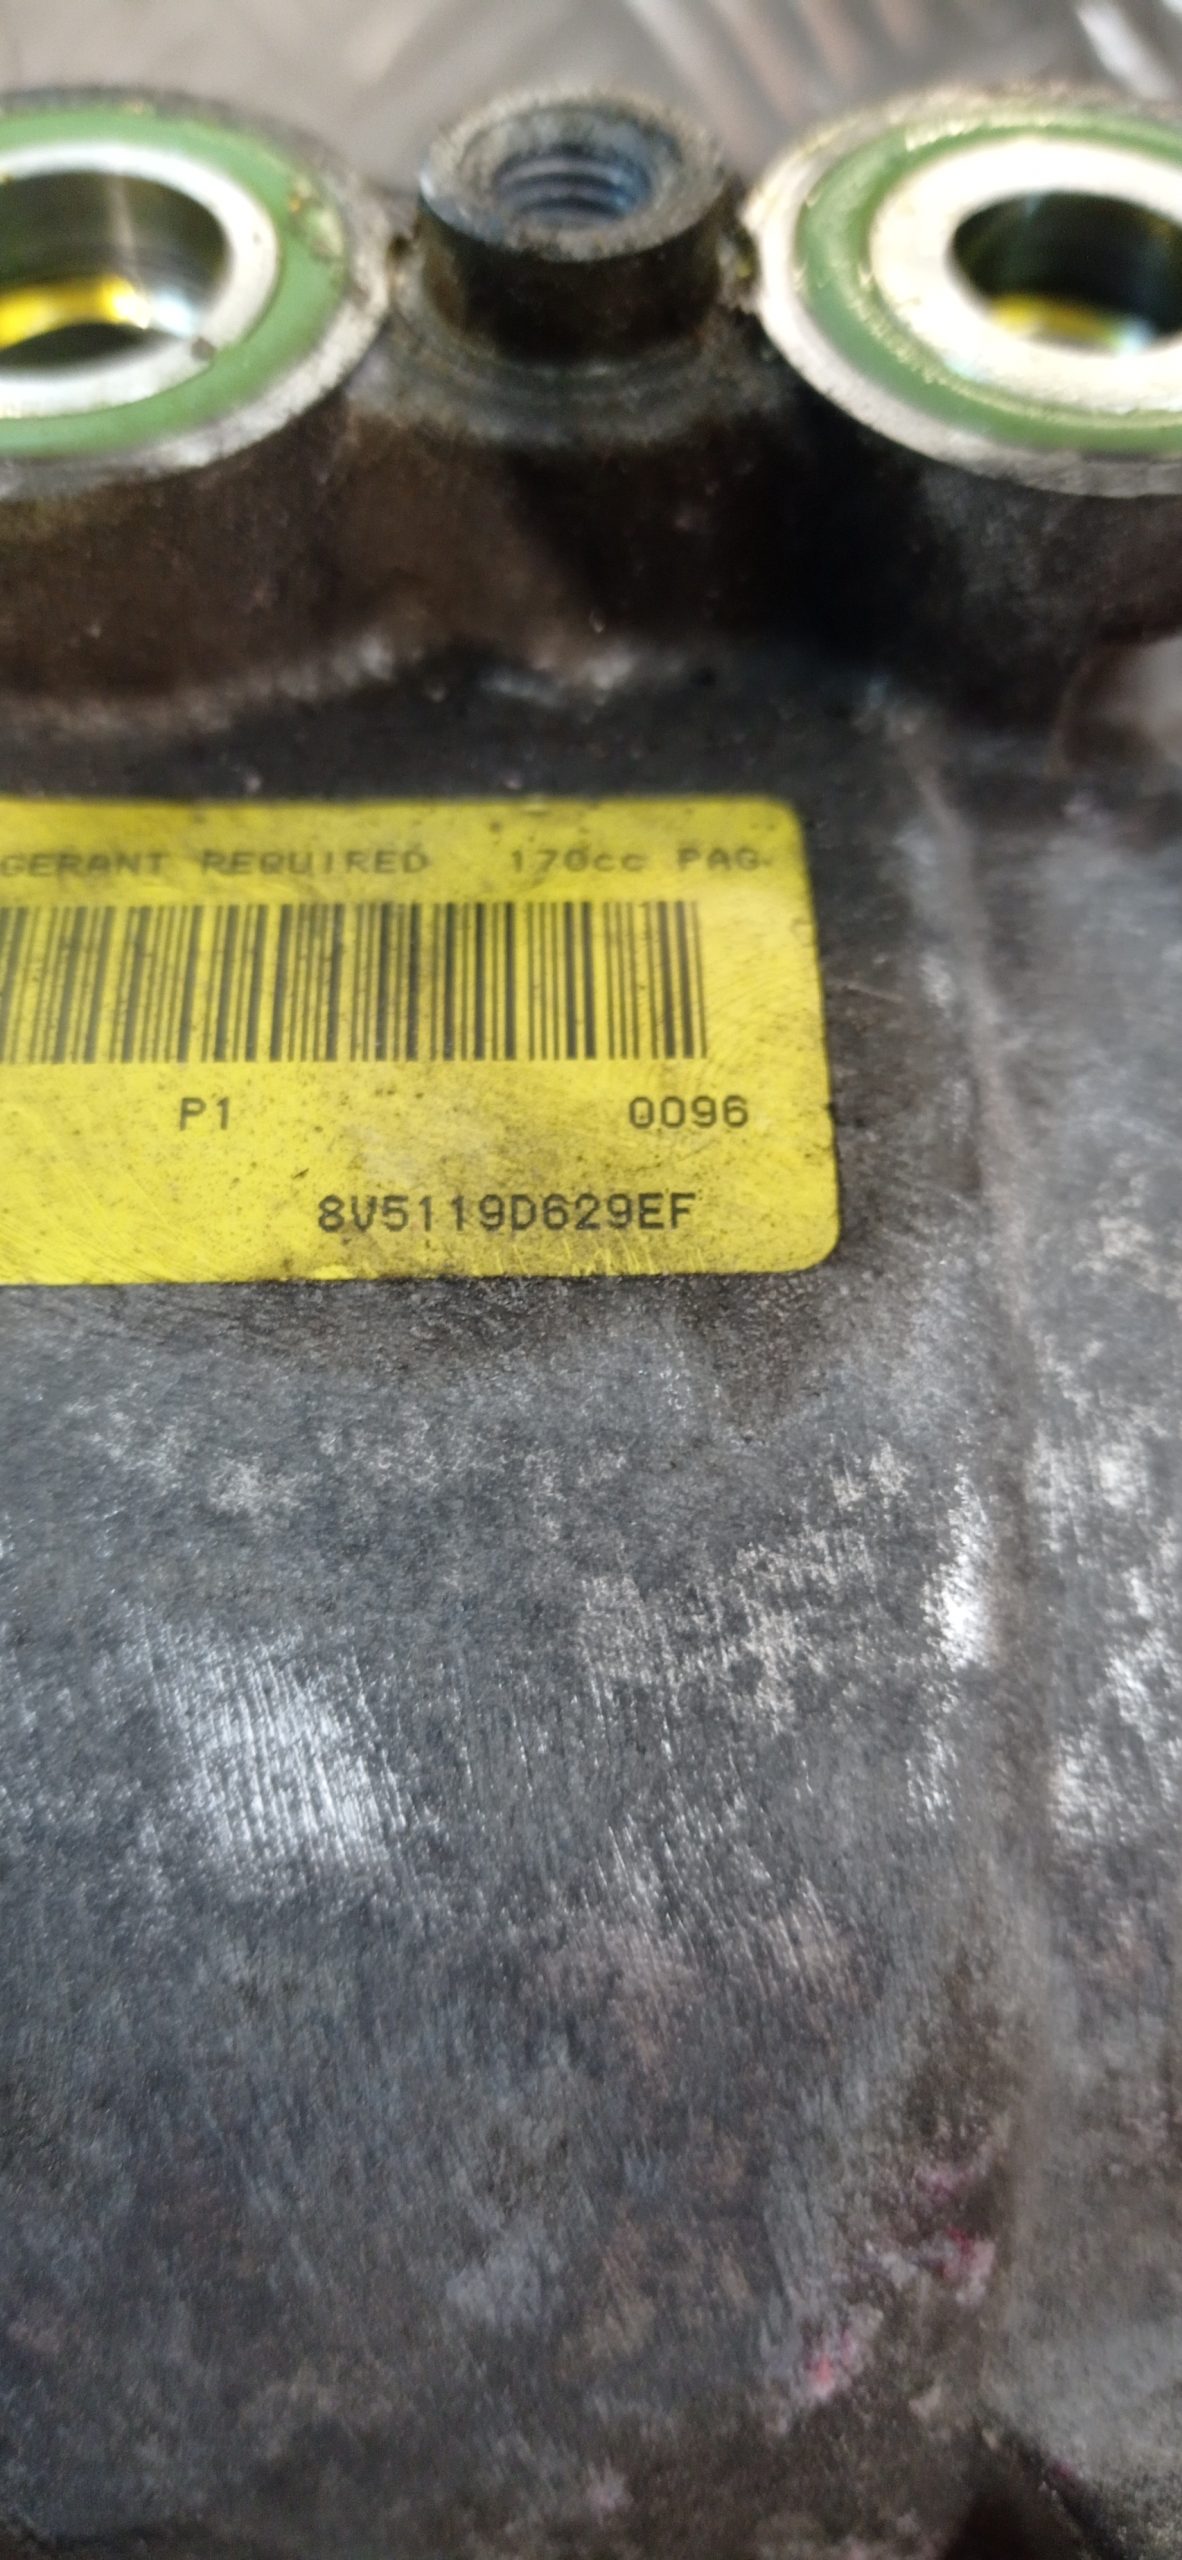 GERANT REQUIRED 170cc PAG
P1 0096
8V5119D629EF